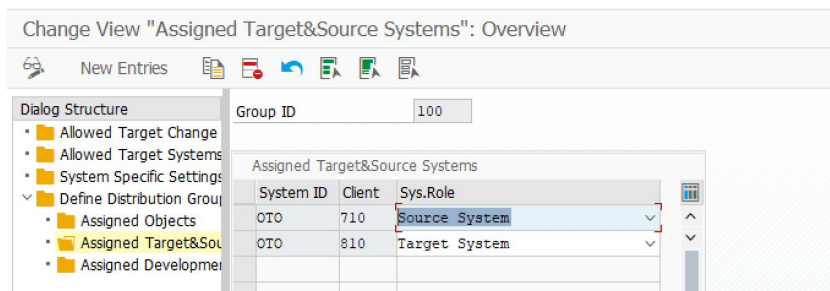 Change View "Assigned Target&Source Systems": Overview
New Entries
Dialog Structure
Allowed Target Change
Allowed Target Systems
System Specific Settings
Define Distribution Grou
Assigned Objects
Assigned Target&Sou
Assigned Developmen
Group ID 100
Assigned Target&Source Systems
System ID Client Sys.Role
OTO 710 Source System
OTO 810 Target System